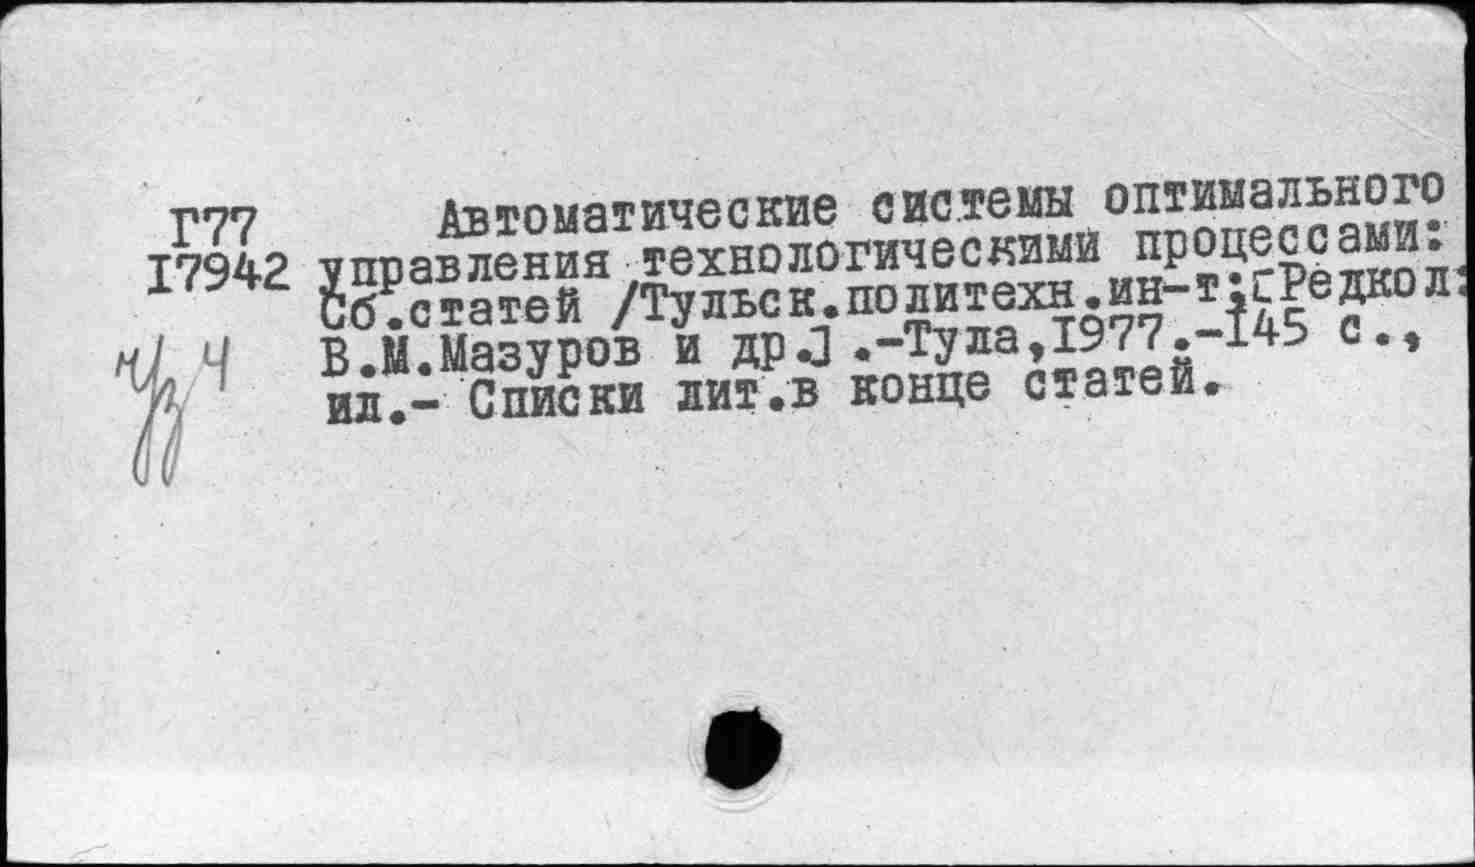 Г77 Автоматические системы оптимального
17942 управления технологическими процессами:
Сб.статей /Тульск.политехн.ин-т;[Редкол:
ч/ Ч В.М.Мазуров и др.] .-Тула,1977.-145 с.,
ил.- Списки лит.в конце статей.